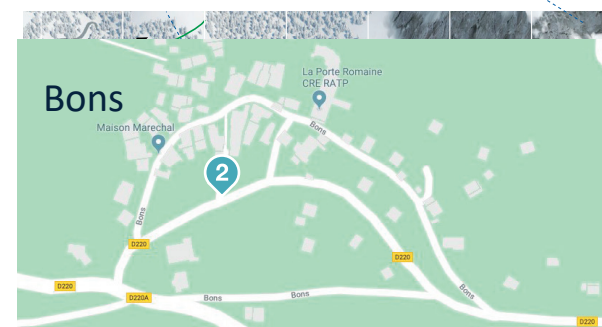 Bons
La Porte Romaine
CRE RATP
Maison Marechal
Bons
2
Bons
D220
D220
D220
D220A
Bons
Bons
Bons
D220